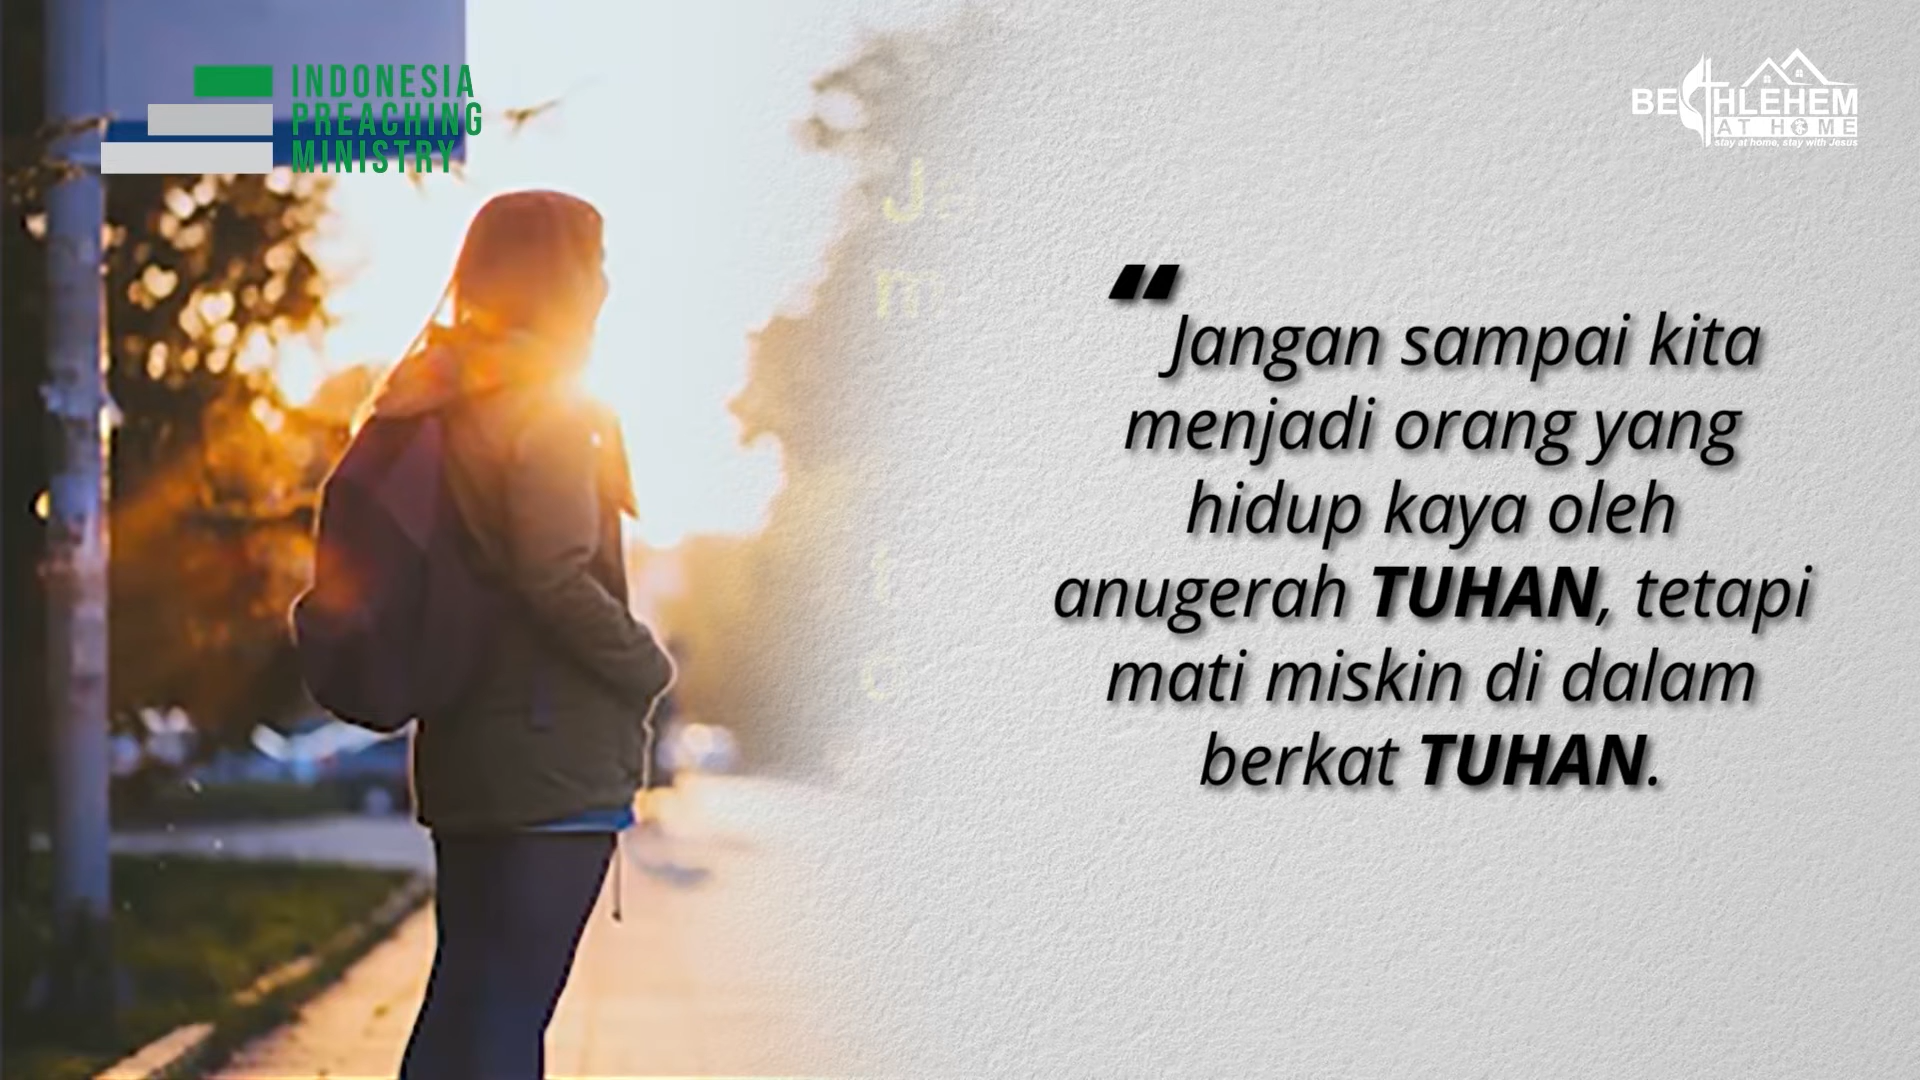 INDONESIA
PREACHING
MINISTRY
BETHLEHEM
AT HOME
stay at home, stay with Jesus
“Jangan sampai kita
menjadi orang yang
hidup kaya oleh
anugerah TUHAN, tetapi
mati miskin di dalam
berkat TUHAN.